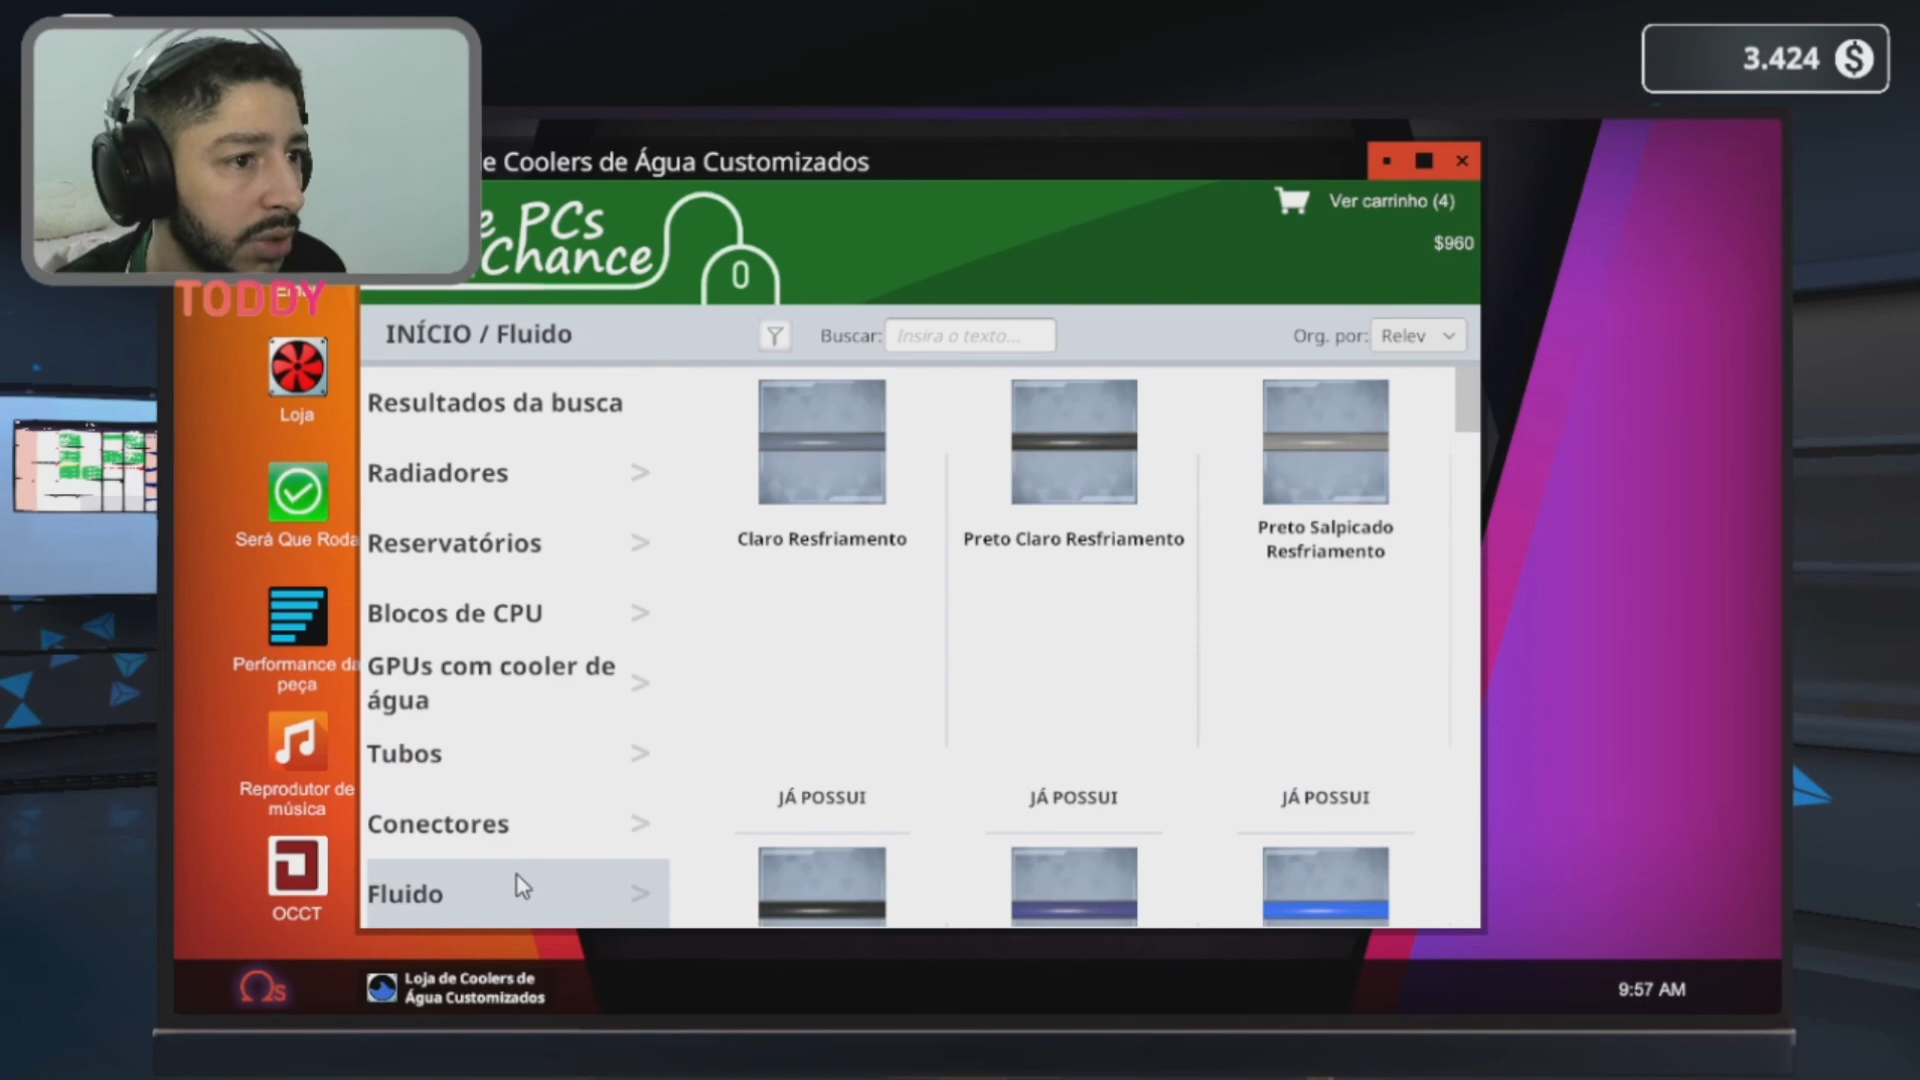 3.424
e Coolers de Água Customizados
e PCs
Chance
Ver carrinho (4)
$960
TODDY
INÍCIO / Fluido
Buscar:
Insira o texto...
Org. por:
Relev
Loja
Será Que Roda
Performance da
peça
Reprodutor de
música
OCCT
Resultados da busca
Radiadores
Reservatórios
Blocos de CPU
GPUs com cooler de
água
Tubos
Conectores
Fluido
Claro Resfriamento
Preto Claro Resfriamento
Preto Salpicado
Resfriamento
JÁ POSSUI
JÁ POSSUI
JÁ POSSUI
Ωs
Loja de Coolers de
Água Customizados
9:57 AM